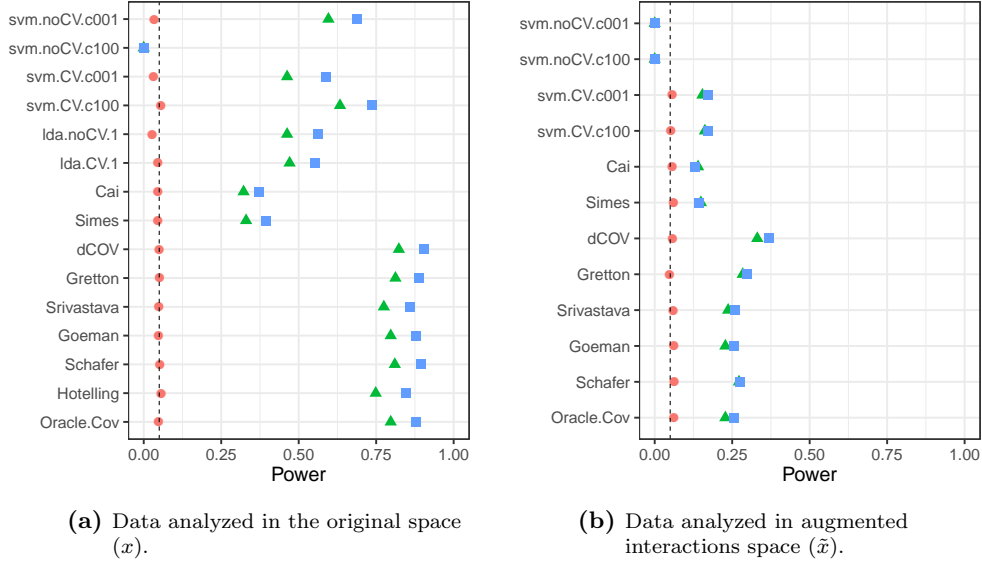 svm.noCV.c001
svm.noCV.c100
svm.CV.c001
svm.CV.c100
lda.noCV.1
lda.CV.1
Cai
Simes
dCOV
Gretton
Srivastava
Goeman
Schafer
Hotelling
Oracle.Cov
0.00 0.25 0.50 0.75 1.00
Power
(a) Data analyzed in the original space
(x).
svm.noCV.c001
svm.noCV.c100
svm.CV.c001
svm.CV.c100
Cai
Simes
dCOV
Gretton
Srivastava
Goeman
Schafer
Oracle.Cov
0.00 0.25 0.50 0.75 1.00
Power
(b) Data analyzed in augmented
interactions space (x̃).